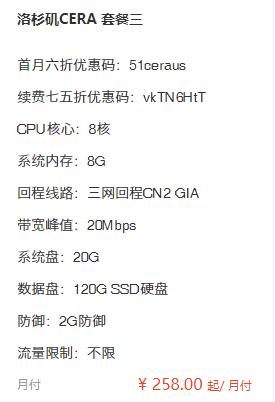 洛杉矶CERA 套餐三
首月六折优惠码：51ceraus
续费七五折优惠码：vkTN6HtT
CPU核心：8核
系统内存：8G
回程线路：三网回程CN2 GIA
带宽峰值：20Mbps
系统盘：20G
数据盘：120G SSD硬盘
防御：2G防御
流量限制：不限
月付 ¥ 258.00 起/ 月付